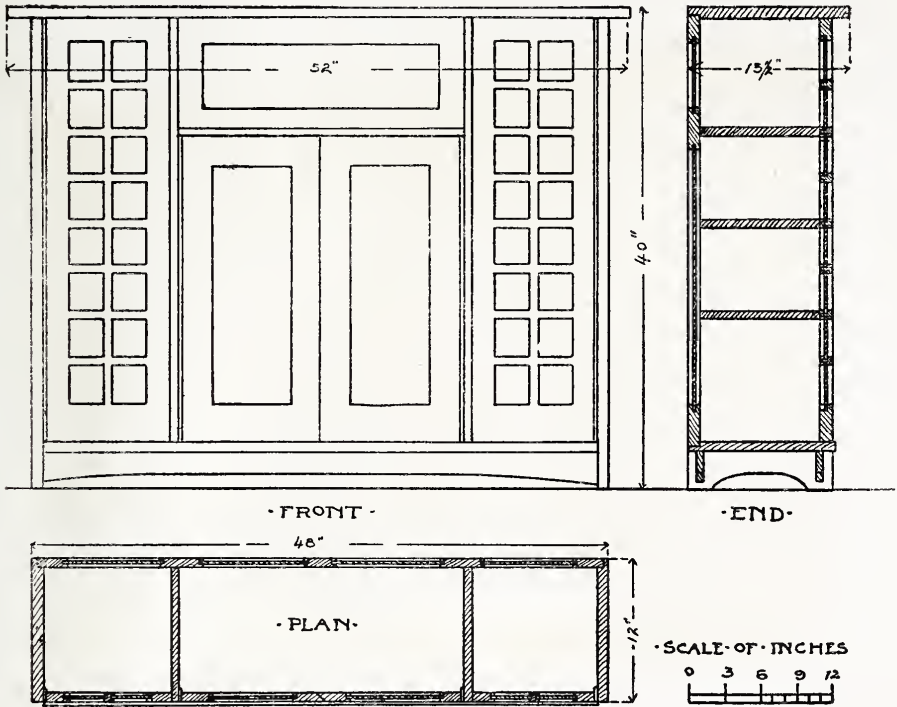 52"
13½"
40"
·FRONT·
·END·
48"
·PLAN·
12"
·SCALE·OF·INCHES
0 3 6 9 12